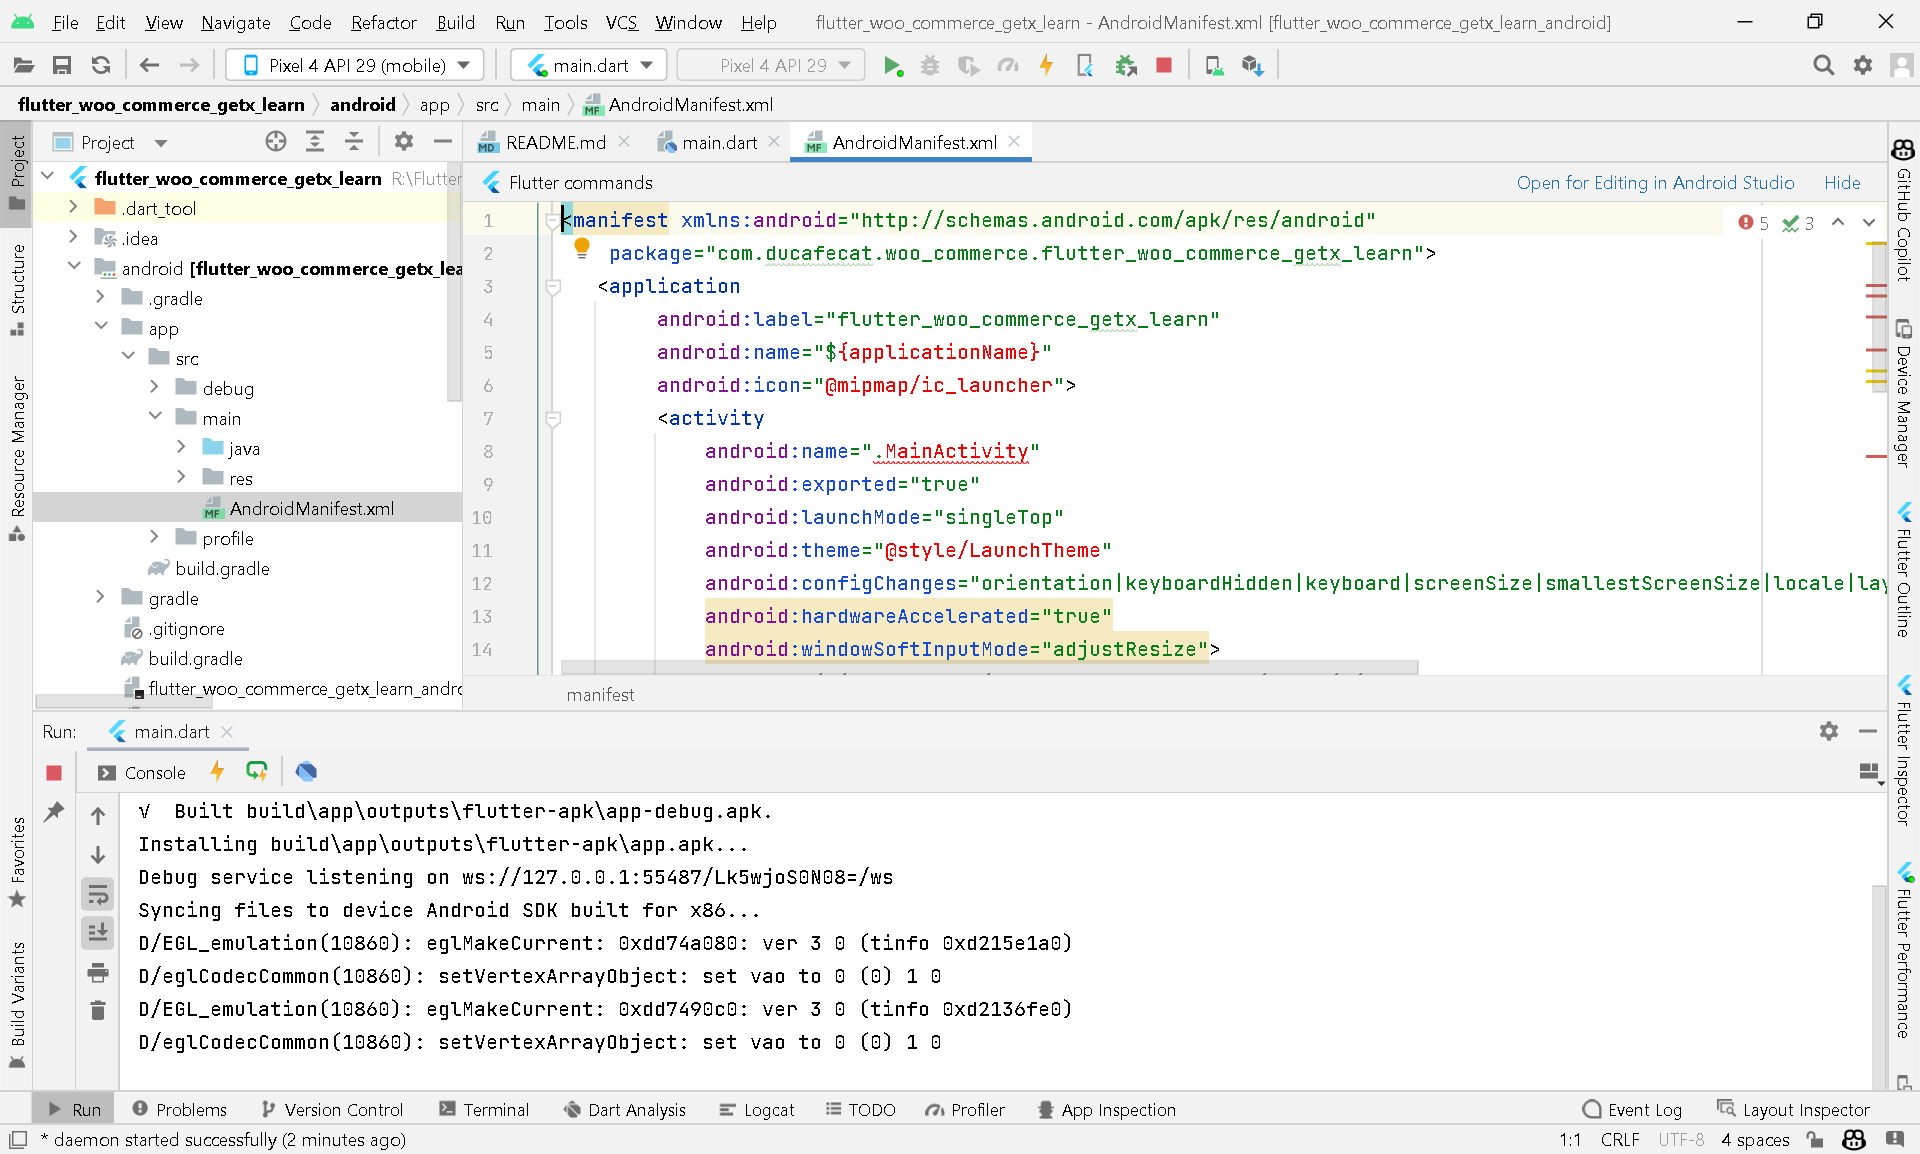 File Edit View Navigate Code Refactor Build Run Tools VCS Window Help flutter_woo_commerce_getx_learn - AndroidManifest.xml [flutter_woo_commerce_getx_learn_android]
Pixel 4 API 29 (mobile) main.dart Pixel 4 API 29
flutter_woo_commerce_getx_learn android app src main AndroidManifest.xml
Project
README.md main.dart AndroidManifest.xml
flutter_woo_commerce_getx_learn R:\Flutter
Flutter commands Open for Editing in Android Studio Hide
.dart_tool
.idea
android [flutter_woo_commerce_getx_lea
.gradle
app
src
debug
main
java
res
AndroidManifest.xml
profile
build.gradle
gradle
.gitignore
build.gradle
flutter_woo_commerce_getx_learn_andro
1 <manifest xmlns:android="http://schemas.android.com/apk/res/android"
5 3
2 package="com.ducafecat.woo_commerce.flutter_woo_commerce_getx_learn">
3 <application
4 android:label="flutter_woo_commerce_getx_learn"
5 android:name="${applicationName}"
6 android:icon="@mipmap/ic_launcher">
7 <activity
8 android:name=".MainActivity"
9 android:exported="true"
10 android:launchMode="singleTop"
11 android:theme="@style/LaunchTheme"
12 android:configChanges="orientation|keyboardHidden|keyboard|screenSize|smallestScreenSize|locale|lay
13 android:hardwareAccelerated="true"
14 android:windowSoftInputMode="adjustResize">
manifest
Project
Structure
Resource Manager
Favorites
Build Variants
GitHub Copilot
Device Manager
Flutter Outline
Flutter Inspector
Flutter Performance
Run: main.dart
Console
√ Built build\app\outputs\flutter-apk\app-debug.apk.
Installing build\app\outputs\flutter-apk\app.apk...
Debug service listening on ws://127.0.0.1:55487/Lk5wjoS0N08=/ws
Syncing files to device Android SDK built for x86...
D/EGL_emulation(10860): eglMakeCurrent: 0xdd74a080: ver 3 0 (tinfo 0xd215e1a0)
D/eglCodecCommon(10860): setVertexArrayObject: set vao to 0 (0) 1 0
D/EGL_emulation(10860): eglMakeCurrent: 0xdd7490c0: ver 3 0 (tinfo 0xd2136fe0)
D/eglCodecCommon(10860): setVertexArrayObject: set vao to 0 (0) 1 0
Run Problems Version Control Terminal Dart Analysis Logcat TODO Profiler App Inspection Event Log Layout Inspector
* daemon started successfully (2 minutes ago) 1:1 CRLF UTF-8 4 spaces